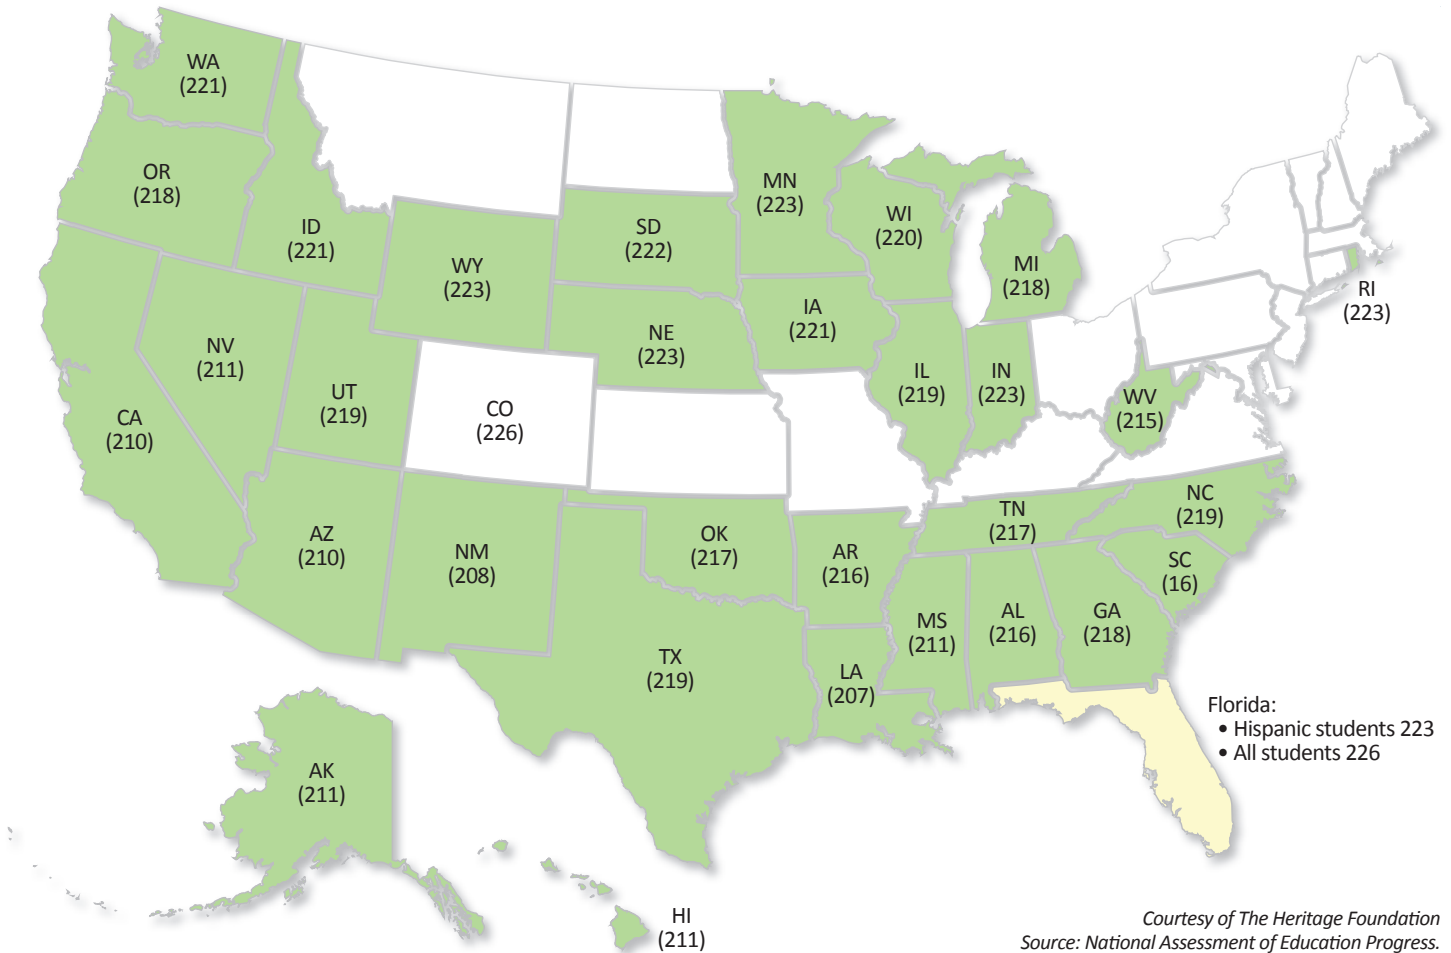 WA
(221)
OR
(218)
ID
(221)
WY
(223)
SD
(222)
MN
(223)
WI
(220)
MI
(218)
RI
(223)
NV
(211)
UT
(219)
CA
(210)
CO
(226)
NE
(223)
IA
(221)
IL
(219)
IN
(223)
WV
(215)
AZ
(210)
NM
(208)
OK
(217)
AR
(216)
TN
(217)
NC
(219)
SC
(16)
MS
(211)
AL
(216)
GA
(218)
TX
(219)
LA
(207)
Florida:
• Hispanic students 223
• All students 226
AK
(211)
HI
(211)
Courtesy of The Heritage Foundation
Source: National Assessment of Education Progress.